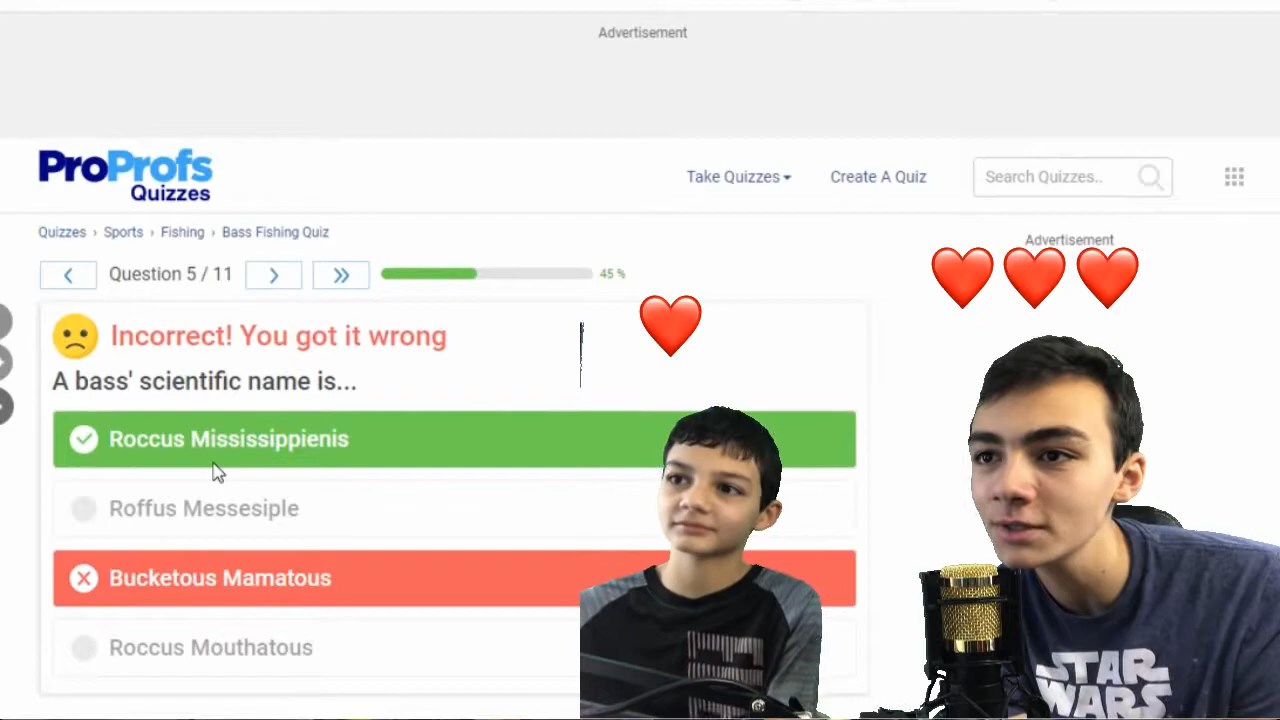 Advertisement
ProProfs
Quizzes
Take Quizzes
Create A Quiz
Search Quizzes..
Quizzes › Sports › Fishing › Bass Fishing Quiz
Advertisement
Question 5 / 11
45 %
Incorrect! You got it wrong
A bass' scientific name is...
Roccus Mississippienis
Roffus Messesiple
Bucketous Mamatous
Roccus Mouthatous
STAR
WARS